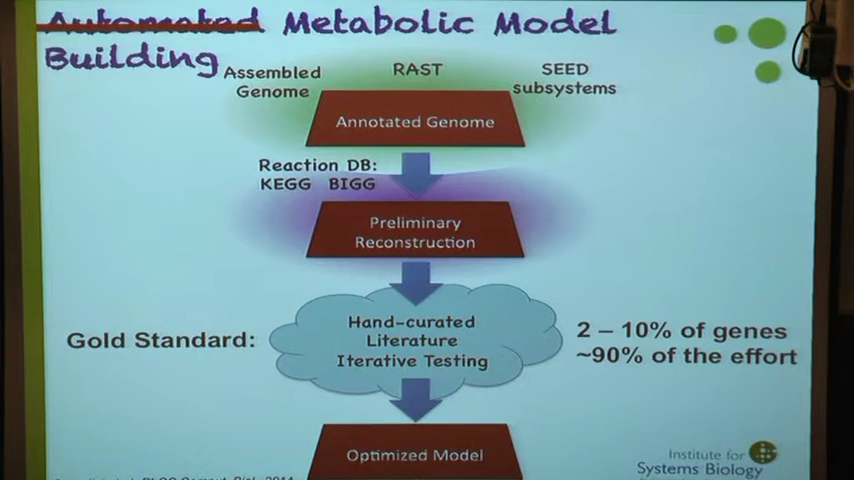 Automated Metabolic Model
Building
Assembled
Genome
RAST
SEED
subsystems
Annotated Genome
Reaction DB:
KEGG BIGG
Preliminary
Reconstruction
Gold Standard:
Hand-curated
Literature
Iterative Testing
2 – 10% of genes
~90% of the effort
Optimized Model
Institute for
Systems Biology